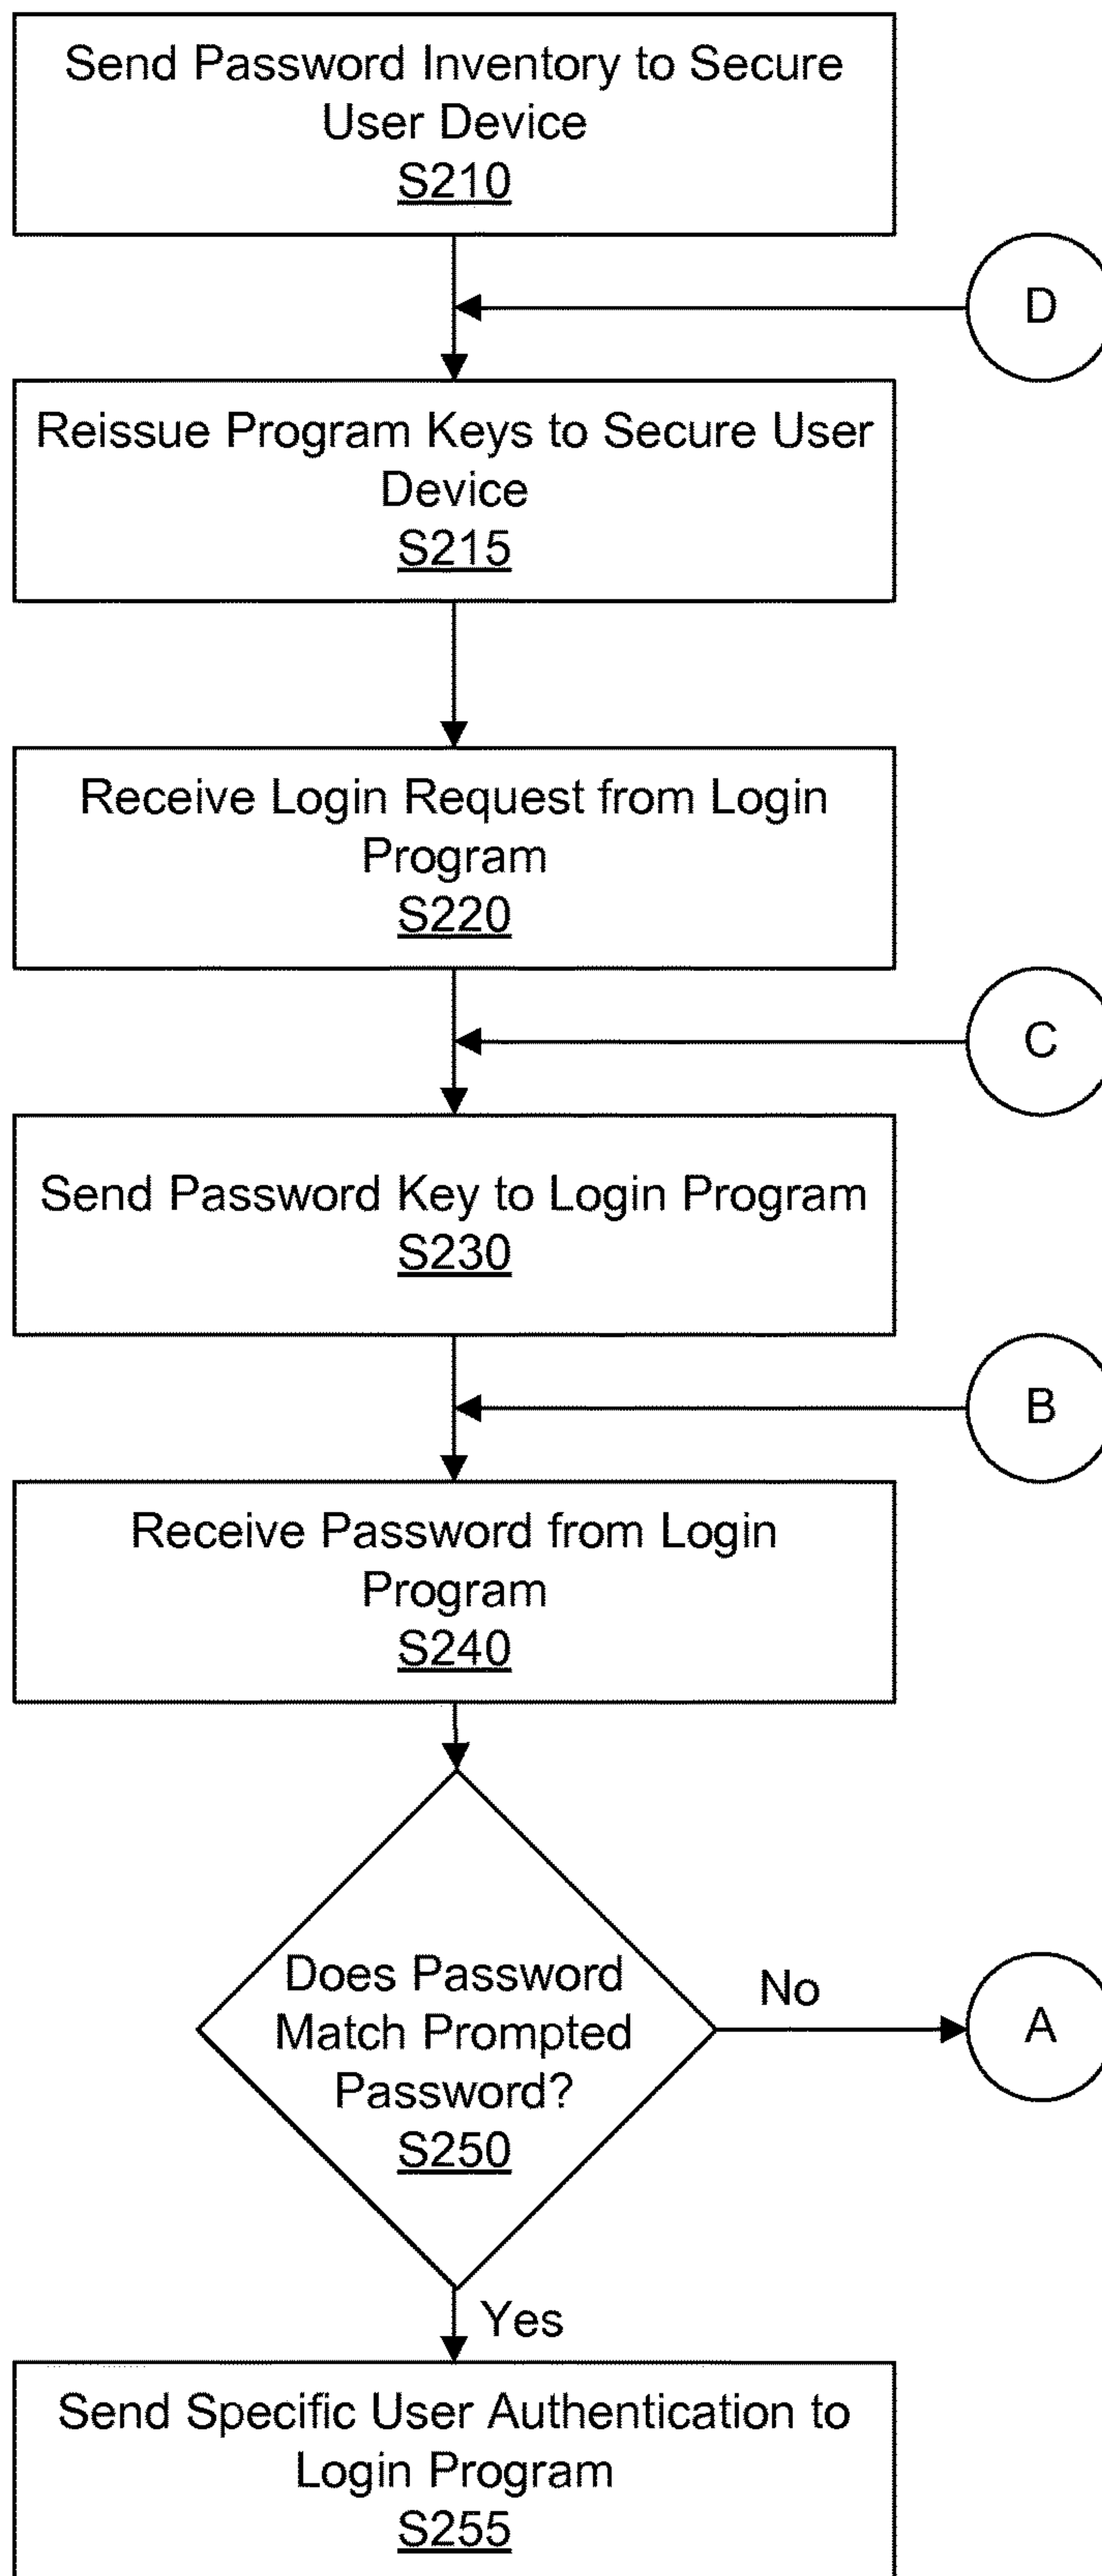 Send Password Inventory to Secure
User Device
S210
D
Reissue Program Keys to Secure User
Device
S215
Receive Login Request from Login
Program
S220
C
Send Password Key to Login Program
S230
B
Receive Password from Login
Program
S240
Does Password
Match Prompted
Password?
S250
No
A
Yes
Send Specific User Authentication to
Login Program
S255